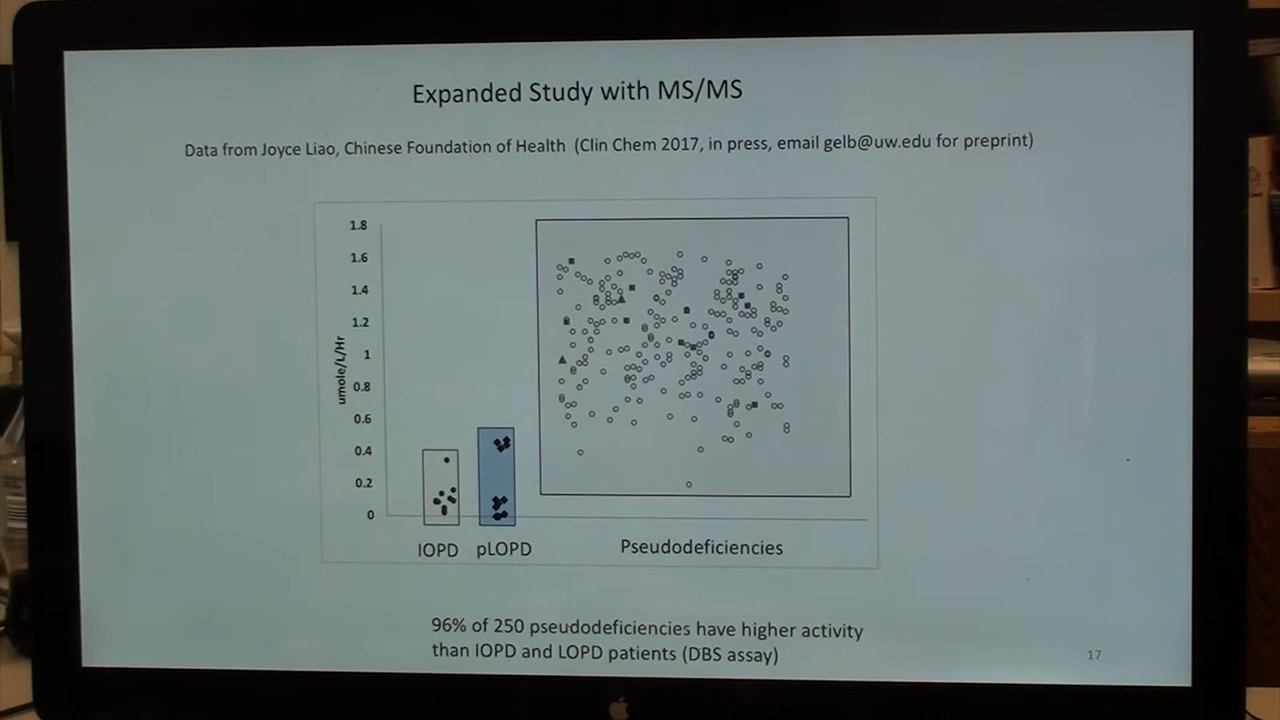 Expanded Study with MS/MS
Data from Joyce Liao, Chinese Foundation of Health (Clin Chem 2017, in press, email gelb@uw.edu for preprint)
1.8
1.6
1.4
1.2
1
0.8
0.6
0.4
0.2
0
umole/L/Hr
IOPD
pLOPD
Pseudodeficiencies
96% of 250 pseudodeficiencies have higher activity
than IOPD and LOPD patients (DBS assay)
17